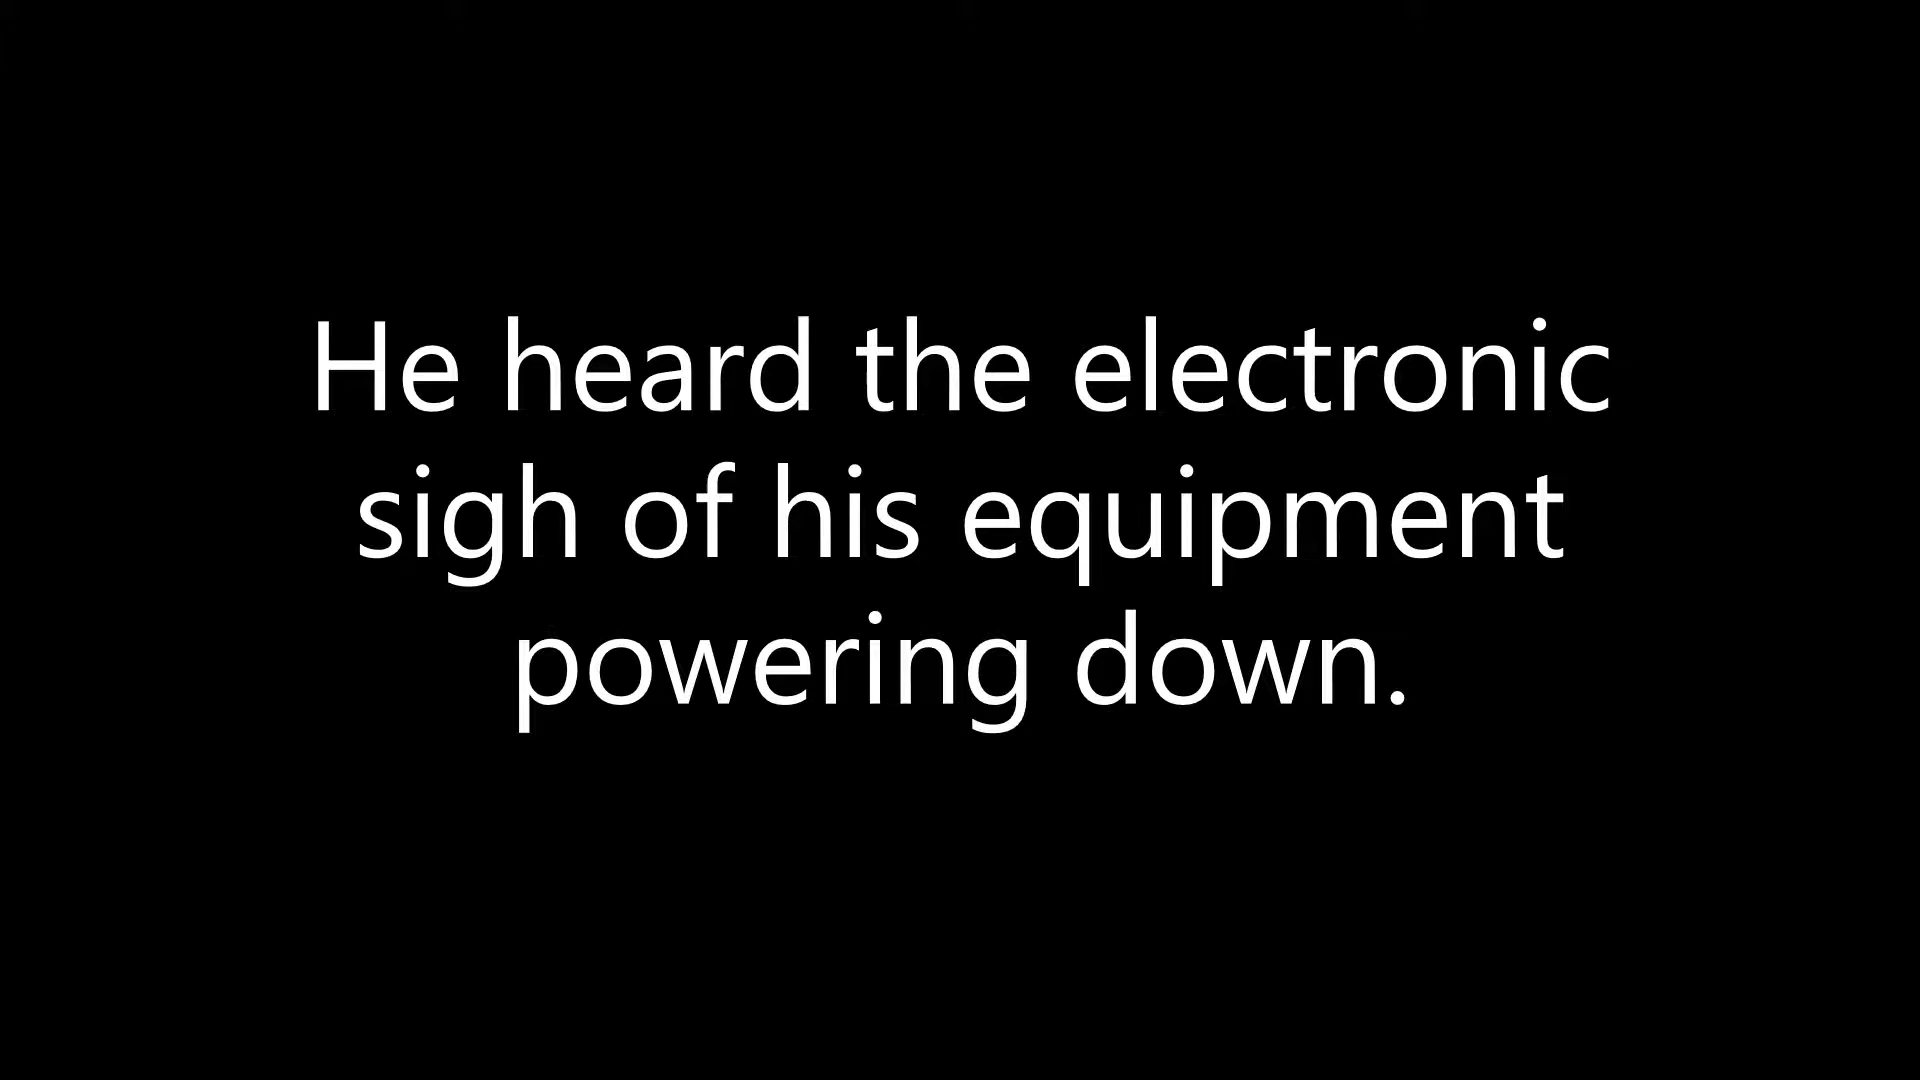 He heard the electronic
sigh of his equipment
powering down.